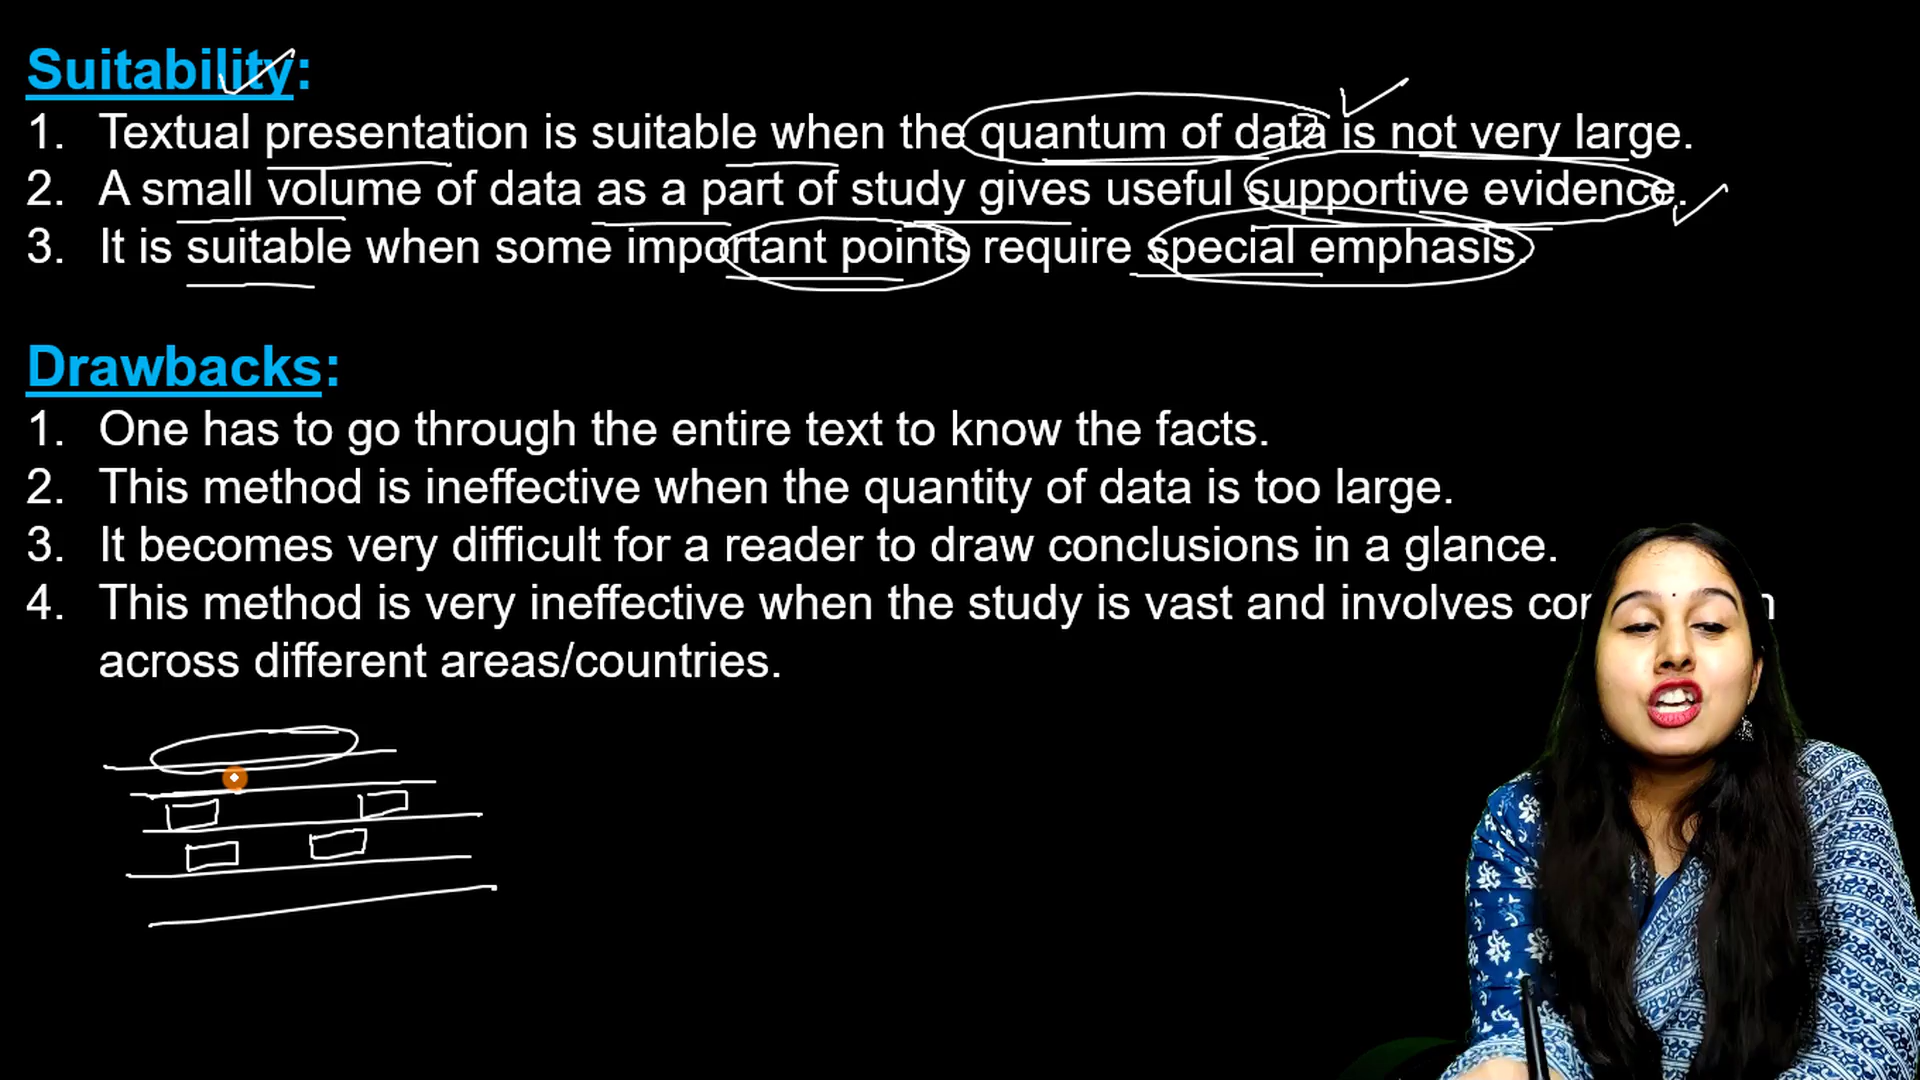 Suitability:
1. Textual presentation is suitable when the quantum of data is not very large.
2. A small volume of data as a part of study gives useful supportive evidence.
3. It is suitable when some important points require special emphasis.
Drawbacks:
1. One has to go through the entire text to know the facts.
2. This method is ineffective when the quantity of data is too large.
3. It becomes very difficult for a reader to draw conclusions in a glance.
4. This method is very ineffective when the study is vast and involves
across different areas/countries.